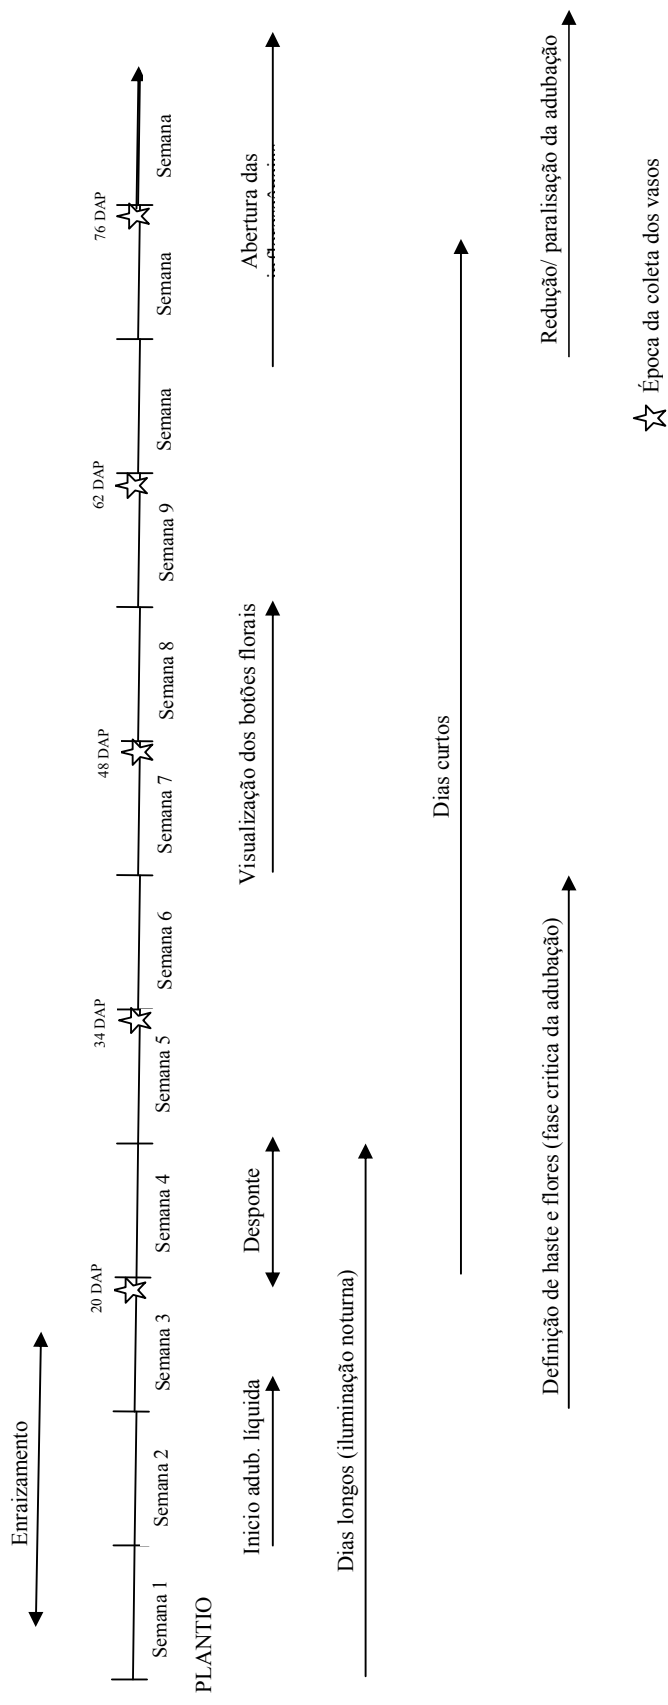 Enraizamento
20 DAP
34 DAP
48 DAP
62 DAP
76 DAP
Semana 1
Semana 2
Semana 3
Semana 4
Semana 5
Semana 6
Semana 7
Semana 8
Semana 9
Semana
Semana
Semana
PLANTIO
Inicio adub. líquida
Desponte
Visualização dos botões florais
Abertura das
Dias longos (iluminação noturna)
Dias curtos
Definição de haste e flores (fase critica da adubação)
Redução/ paralisação da adubação
Época da coleta dos vasos